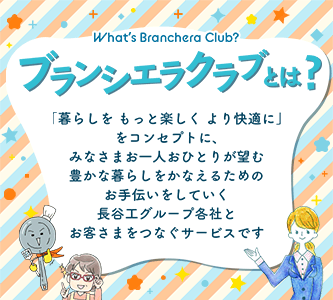 What's Branchera Club?
ブランシエラクラブとは?
「暮らしを もっと楽しく より快適に」
をコンセプトに、
みなさまお一人おひとりが望む
豊かな暮らしをかなえるための
お手伝いをしていく
長谷工グループ各社と
お客さまをつなぐサービスです